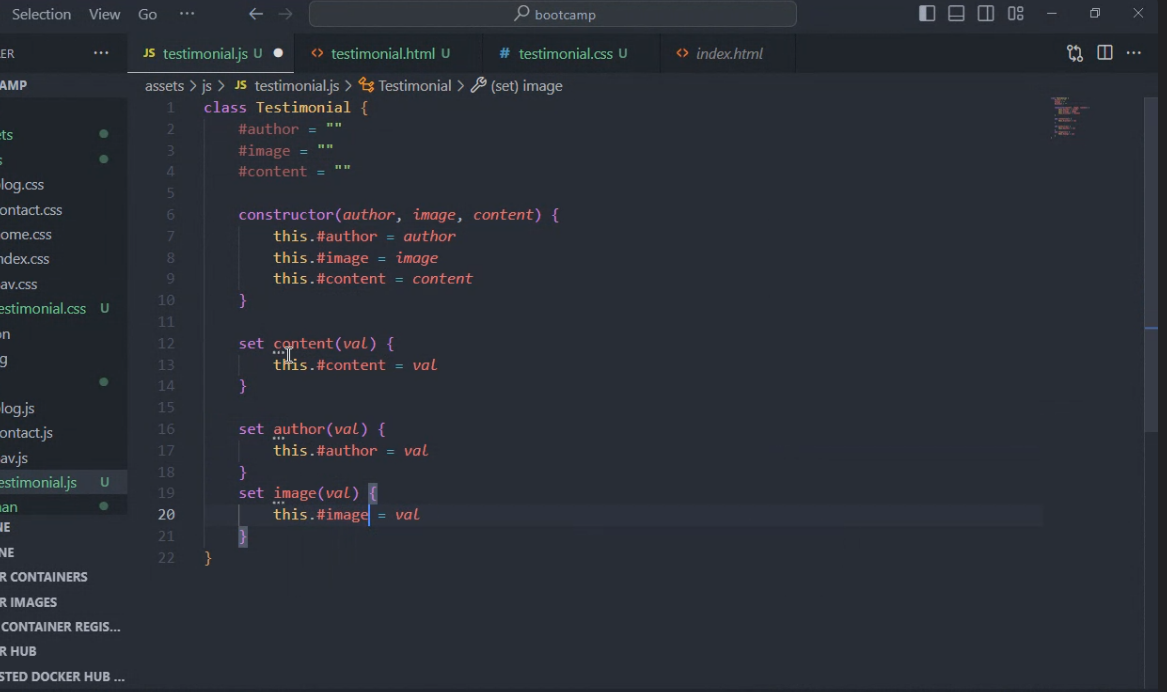 Selection View Go ··· bootcamp
ER ··· JS testimonial.js U <> testimonial.html U # testimonial.css U <> index.html ···
AMP assets > js > JS testimonial.js > Testimonial > (set) image
ts
s
log.css
ontact.css
ome.css
ndex.css
av.css
estimonial.css U
on
g
log.js
ontact.js
av.js
estimonial.js U
an
NE
NE
R CONTAINERS
R IMAGES
CONTAINER REGIS...
R HUB
STED DOCKER HUB ...
1 class Testimonial {
2 #author = ""
3 #image = ""
4 #content = ""
5
6 constructor(author, image, content) {
7 this.#author = author
8 this.#image = image
9 this.#content = content
10 }
11
12 set content(val) {
13 this.#content = val
14 }
15
16 set author(val) {
17 this.#author = val
18 }
19 set image(val) {
20 this.#image = val
21 }
22 }